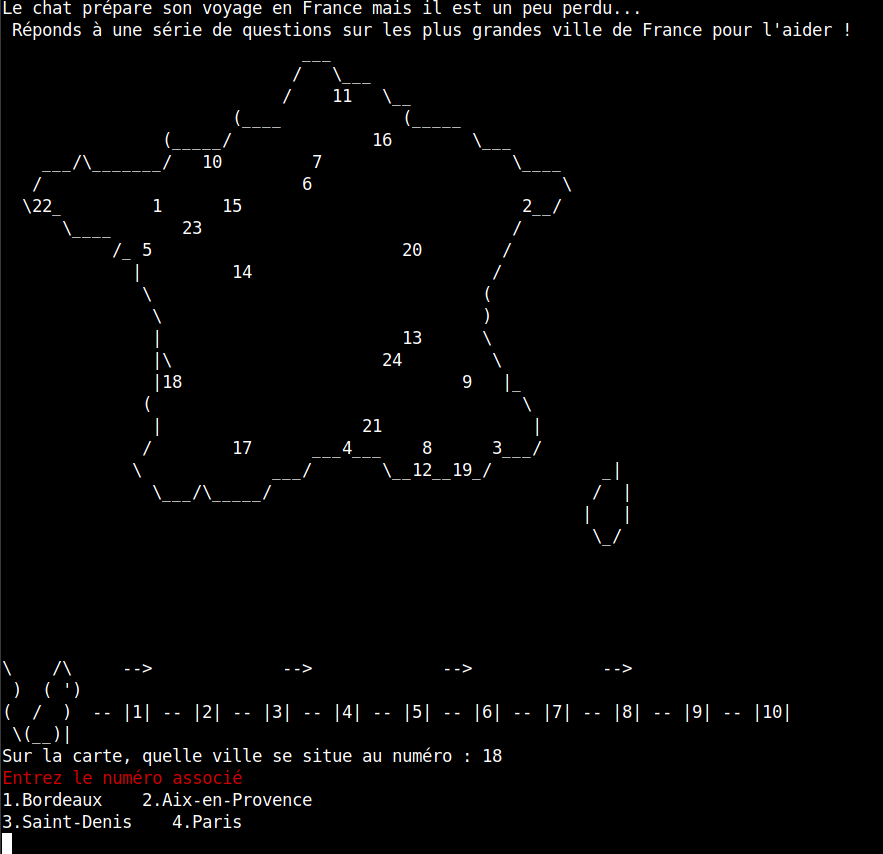 Le chat prépare son voyage en France mais il est un peu perdu...
Réponds à une série de questions sur les plus grandes ville de France pour l'aider !
11
16
10 7
6
22 1 15 2
23
5 20
14
13
24
18 9
21
17 4 8 3
12 19
--> --> --> -->
-- |1| -- |2| -- |3| -- |4| -- |5| -- |6| -- |7| -- |8| -- |9| -- |10|
Sur la carte, quelle ville se situe au numéro : 18
Entrez le numéro associé
1.Bordeaux 2.Aix-en-Provence
3.Saint-Denis 4.Paris